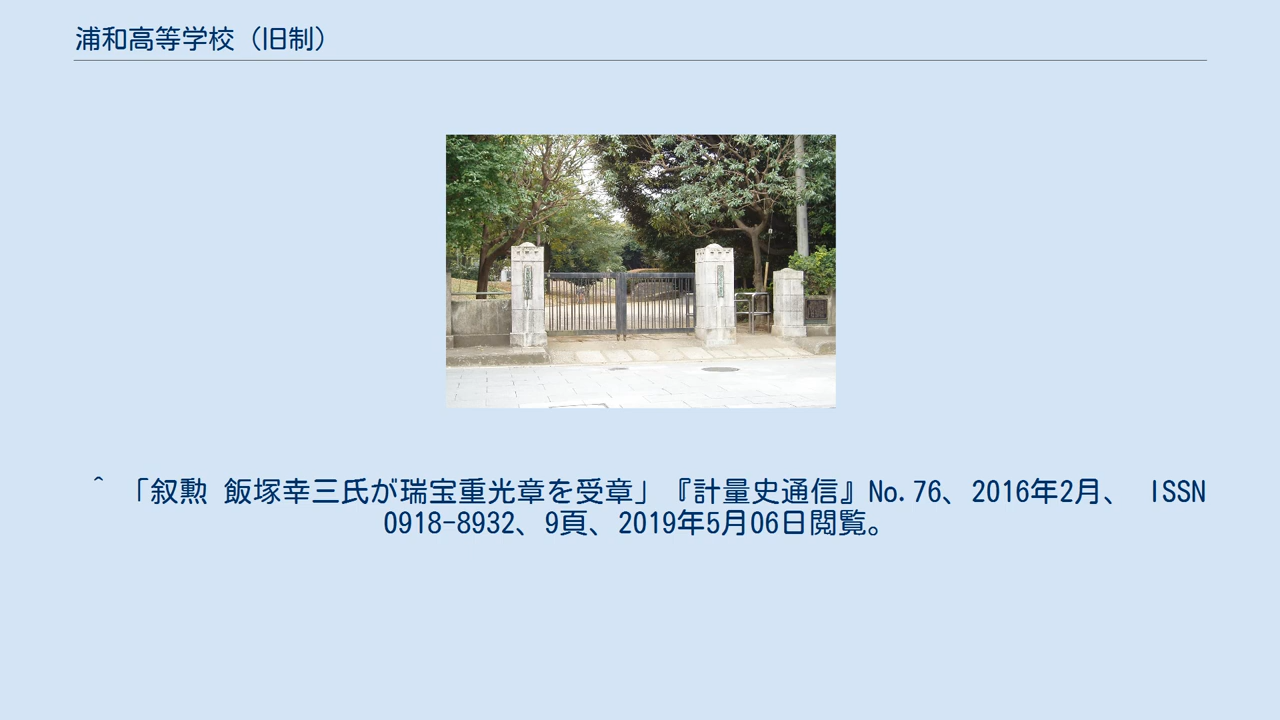 浦和高等学校（旧制）
^ 「叙勲 飯塚幸三氏が瑞宝重光章を受章」『計量史通信』No.76、2016年2月、 ISSN
0918-8932、9頁、2019年5月06日閲覧。